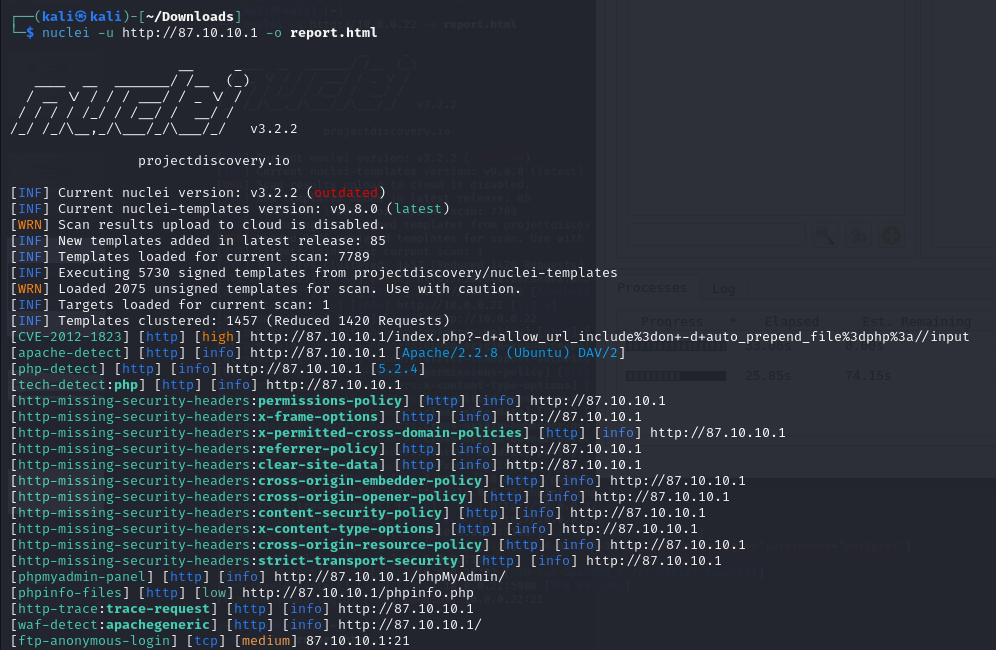 ┌──(kali㉿kali)-[~/Downloads]
└─$ nuclei -u http://87.10.10.1 -o report.html
nuclei v3.2.2
projectdiscovery.io
[INF] Current nuclei version: v3.2.2 (outdated)
[INF] Current nuclei-templates version: v9.8.0 (latest)
[WRN] Scan results upload to cloud is disabled.
[INF] New templates added in latest release: 85
[INF] Templates loaded for current scan: 7789
[INF] Executing 5730 signed templates from projectdiscovery/nuclei-templates
[WRN] Loaded 2075 unsigned templates for scan. Use with caution.
[INF] Targets loaded for current scan: 1
[INF] Templates clustered: 1457 (Reduced 1420 Requests)
[CVE-2012-1823] [http] [high] http://87.10.10.1/index.php?-d+allow_url_include%3don+-d+auto_prepend_file%3dphp%3a//input
[apache-detect] [http] [info] http://87.10.10.1 [Apache/2.2.8 (Ubuntu) DAV/2]
[php-detect] [http] [info] http://87.10.10.1 [5.2.4]
[tech-detect:php] [http] [info] http://87.10.10.1
[http-missing-security-headers:permissions-policy] [http] [info] http://87.10.10.1
[http-missing-security-headers:x-frame-options] [http] [info] http://87.10.10.1
[http-missing-security-headers:x-permitted-cross-domain-policies] [http] [info] http://87.10.10.1
[http-missing-security-headers:referrer-policy] [http] [info] http://87.10.10.1
[http-missing-security-headers:clear-site-data] [http] [info] http://87.10.10.1
[http-missing-security-headers:cross-origin-embedder-policy] [http] [info] http://87.10.10.1
[http-missing-security-headers:cross-origin-opener-policy] [http] [info] http://87.10.10.1
[http-missing-security-headers:content-security-policy] [http] [info] http://87.10.10.1
[http-missing-security-headers:x-content-type-options] [http] [info] http://87.10.10.1
[http-missing-security-headers:cross-origin-resource-policy] [http] [info] http://87.10.10.1
[http-missing-security-headers:strict-transport-security] [http] [info] http://87.10.10.1
[phpmyadmin-panel] [http] [info] http://87.10.10.1/phpMyAdmin/
[phpinfo-files] [http] [low] http://87.10.10.1/phpinfo.php
[http-trace:trace-request] [http] [info] http://87.10.10.1
[waf-detect:apachegeneric] [http] [info] http://87.10.10.1/
[ftp-anonymous-login] [tcp] [medium] 87.10.10.1:21
Processes Log
Progress Elapsed Est. Remaining
25.85s 74.15s